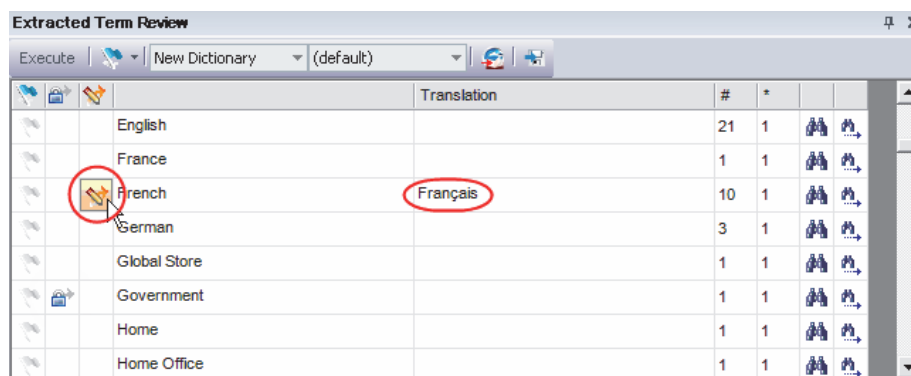 Extracted Term Review
Execute New Dictionary (default)
Translation # *
English 21 1
France 1 1
French Français 10 1
German 3 1
Global Store 1 1
Government 1 1
Home 1 1
Home Office 1 1